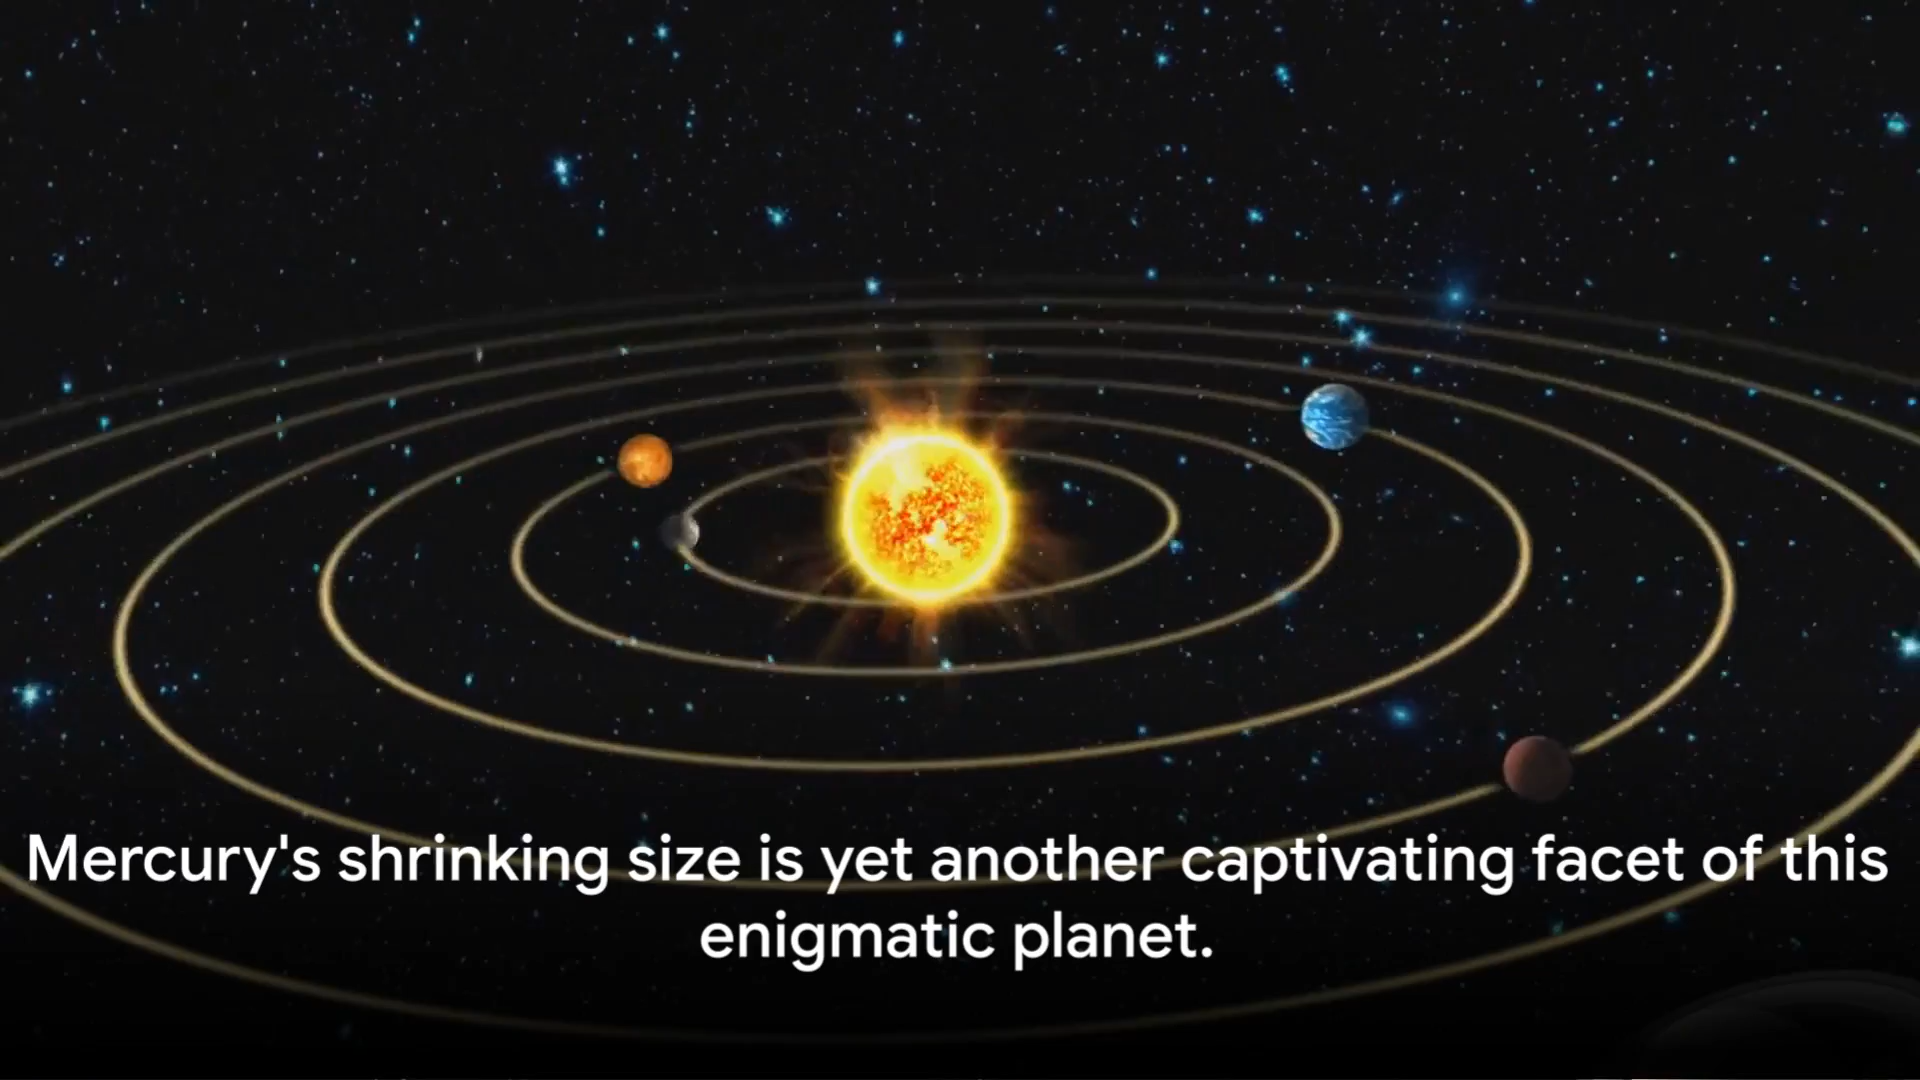 Mercury's shrinking size is yet another captivating facet of this
enigmatic planet.